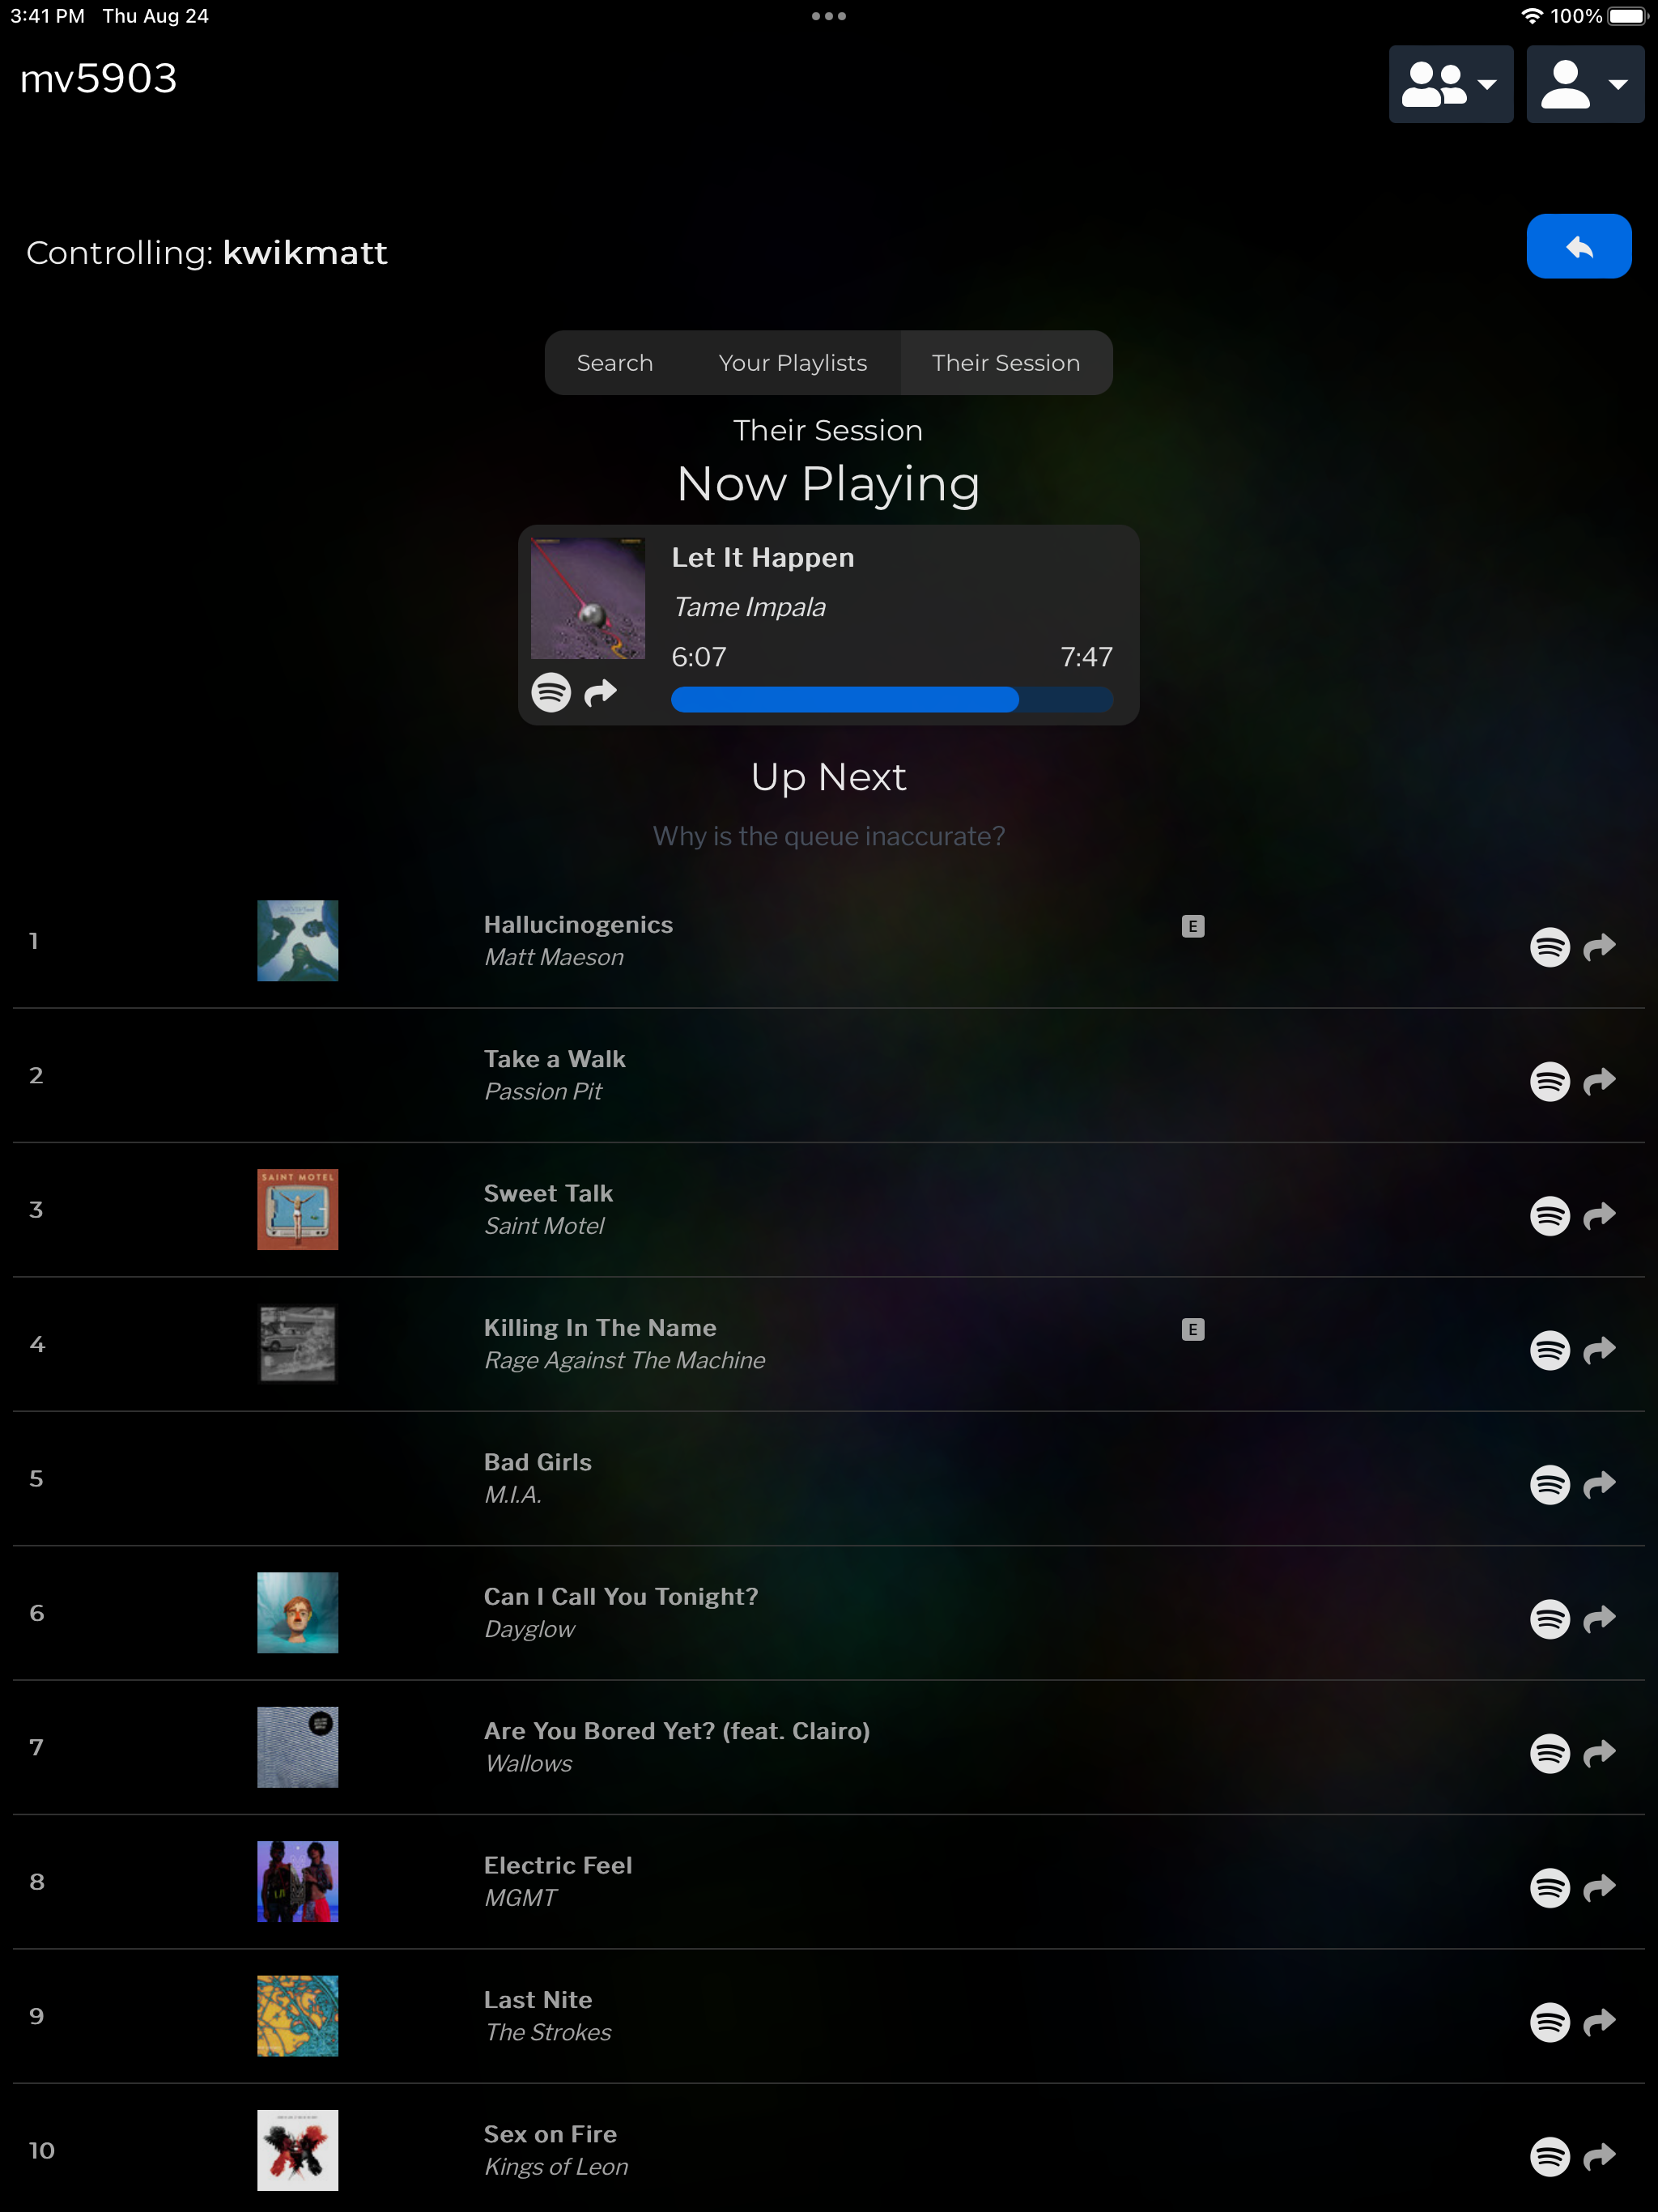 3:41 PM Thu Aug 24
100%
mv5903
Controlling: kwikmatt
Search Your Playlists Their Session
Their Session
Now Playing
Let It Happen
Tame Impala
6:07 7:47
Up Next
Why is the queue inaccurate?
1
Hallucinogenics
E
Matt Maeson
2
Take a Walk
Passion Pit
3
SAINT MOTEL
Sweet Talk
Saint Motel
4
Killing In The Name
E
Rage Against The Machine
5
Bad Girls
M.I.A.
6
Can I Call You Tonight?
Dayglow
7
Are You Bored Yet? (feat. Clairo)
Wallows
8
Electric Feel
MGMT
9
Last Nite
The Strokes
10
Sex on Fire
Kings of Leon